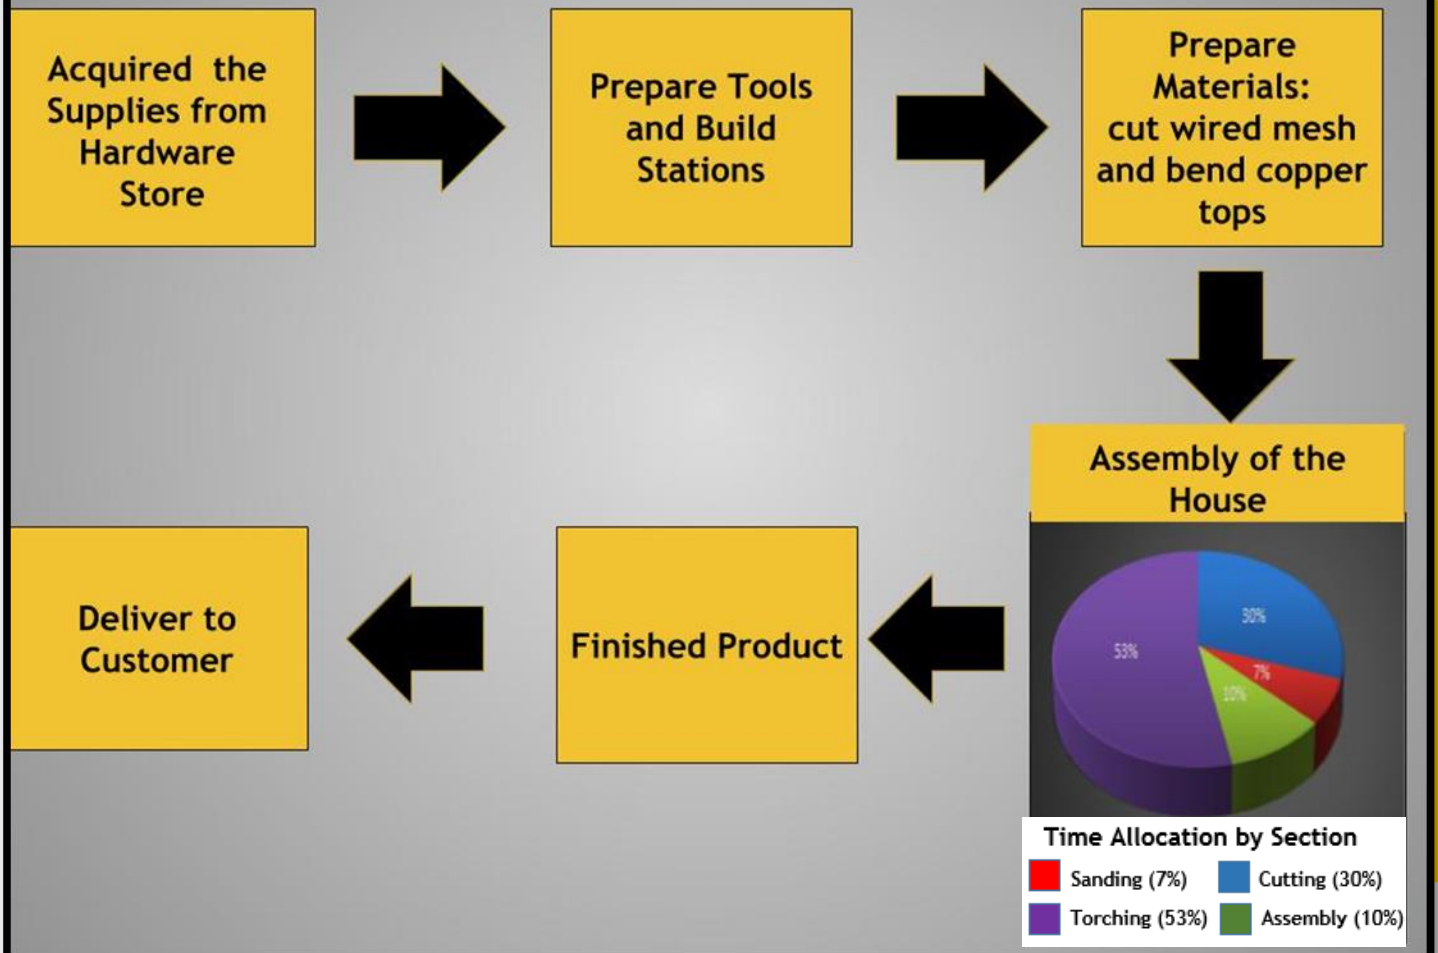 Acquired the
Supplies from
Hardware
Store
Prepare Tools
and Build
Stations
Prepare
Materials:
cut wired mesh
and bend copper
tops
Assembly of the
House
30%
7%
10%
53%
Time Allocation by Section
Sanding (7%)
Cutting (30%)
Torching (53%)
Assembly (10%)
Finished Product
Deliver to
Customer